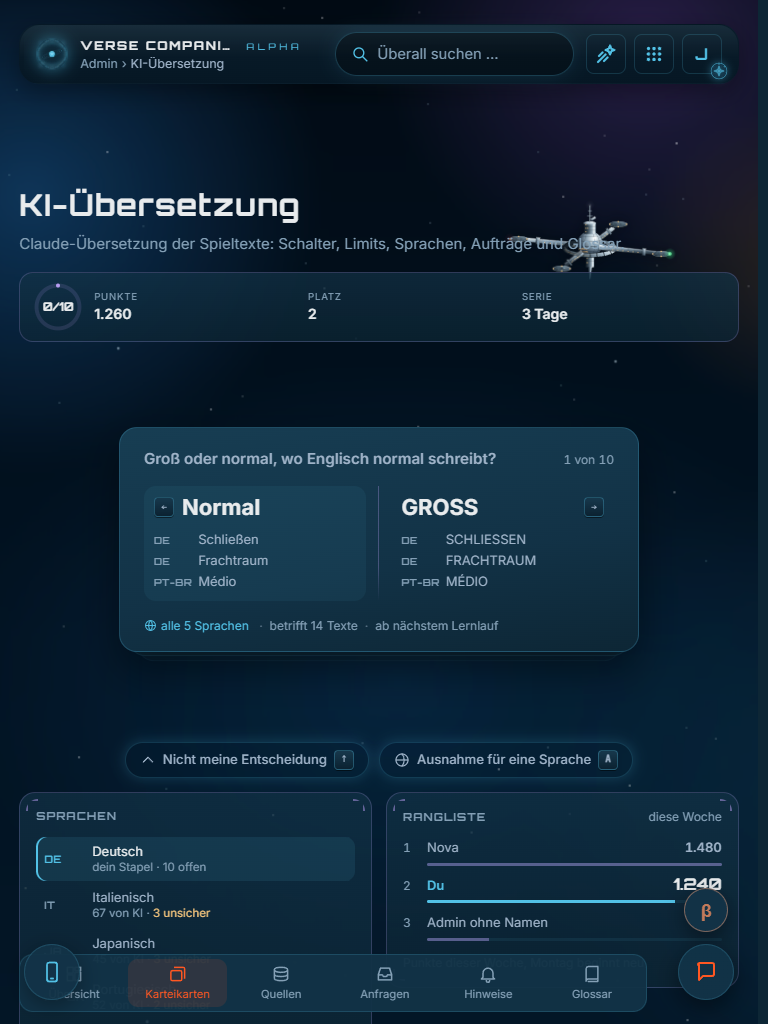 VERSE COMPANI… ALPHA
Admin › KI-Übersetzung
Überall suchen ...
KI-Übersetzung
Claude-Übersetzung der Spieltexte: Schalter, Limits, Sprachen, Aufträge und Glossar
0/10
PUNKTE
1.260
PLATZ
2
SERIE
3 Tage
Groß oder normal, wo Englisch normal schreibt?
1 von 10
← Normal
DE Schließen
DE Frachtraum
PT-BR Médio
GROSS →
DE SCHLIESSEN
DE FRACHTRAUM
PT-BR MÉDIO
alle 5 Sprachen · betrifft 14 Texte · ab nächstem Lernlauf
Nicht meine Entscheidung ↑
Ausnahme für eine Sprache A
SPRACHEN
DE Deutsch
dein Stapel · 10 offen
IT Italienisch
67 von KI · 3 unsicher
Japanisch
RANGLISTE diese Woche
1 Nova 1.480
2 Du 1.240
3 Admin ohne Namen
β
ersicht
Karteikarten
Quellen
Anfragen
Hinweise
Glossar